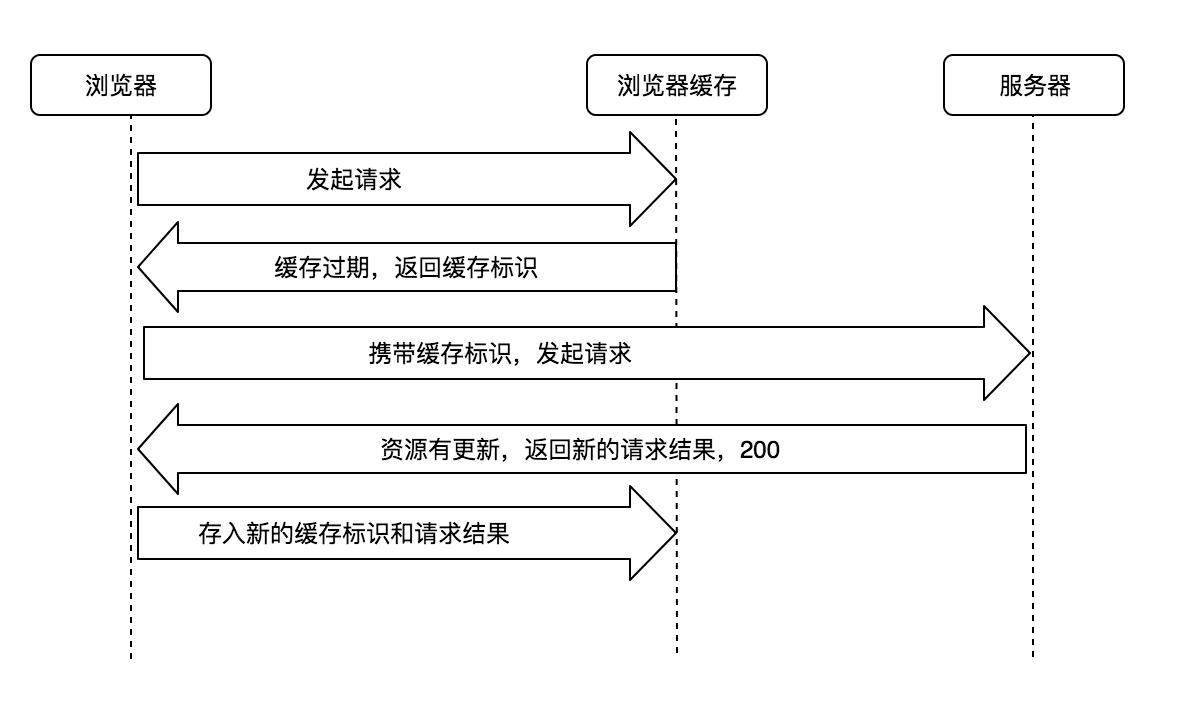 浏览器
浏览器缓存
服务器
发起请求
缓存过期，返回缓存标识
携带缓存标识，发起请求
资源有更新，返回新的请求结果，200
存入新的缓存标识和请求结果